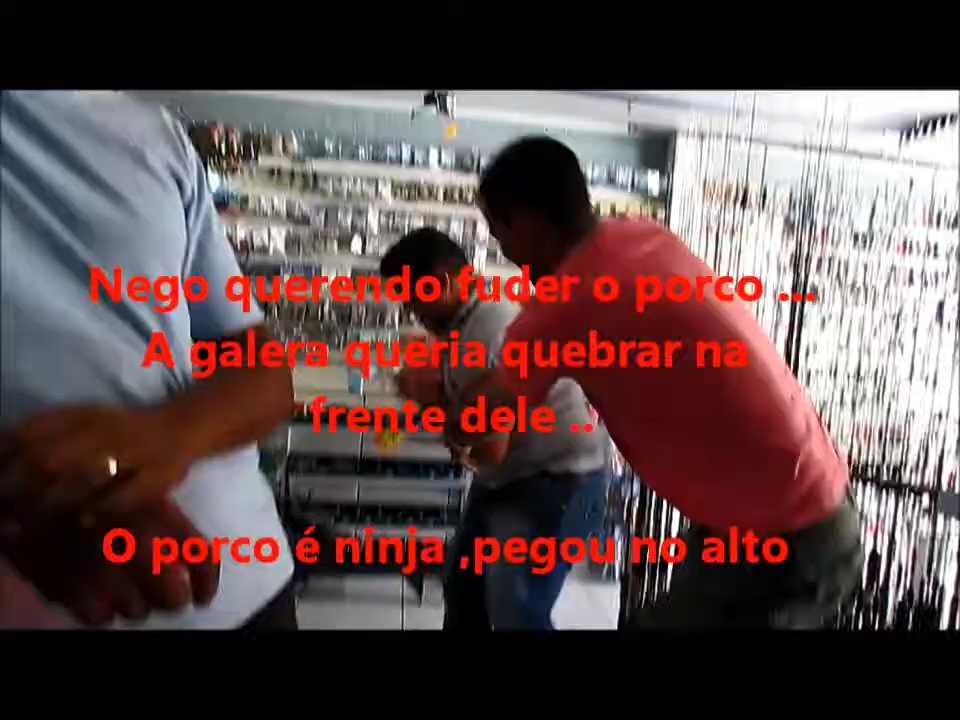 Nego querendo fuder o porco ...
A galera queria quebrar na
frente dele ..
O porco é ninja ,pegou no alto